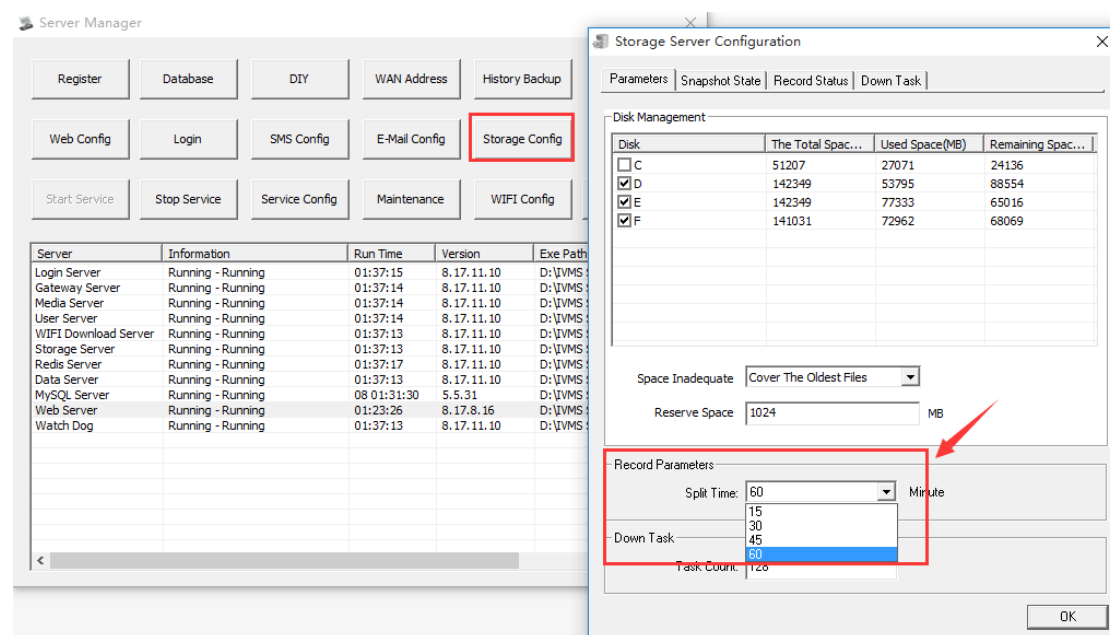 Server Manager
Register Database DIY WAN Address History Backup
Web Config Login SMS Config E-Mail Config Storage Config
Start Service Stop Service Service Config Maintenance WIFI Config
Server Information Run Time Version Exe Path
Login Server Running - Running 01:37:15 8.17.11.10 D:\IVMS
Gateway Server Running - Running 01:37:14 8.17.11.10 D:\IVMS
Media Server Running - Running 01:37:14 8.17.11.10 D:\IVMS
User Server Running - Running 01:37:14 8.17.11.10 D:\IVMS
WIFI Download Server Running - Running 01:37:13 8.17.11.10 D:\IVMS
Storage Server Running - Running 01:37:13 8.17.11.10 D:\IVMS
Redis Server Running - Running 01:37:17 8.17.11.10 D:\IVMS
Data Server Running - Running 01:37:13 8.17.11.10 D:\IVMS
MySQL Server Running - Running 08 01:31:30 5.5.31 D:\IVMS
Web Server Running - Running 01:23:26 8.17.8.16 D:\IVMS
Watch Dog Running - Running 01:37:13 8.17.11.10 D:\IVMS
Storage Server Configuration
Parameters Snapshot State Record Status Down Task
Disk Management
Disk The Total Spac... Used Space(MB) Remaining Spac...
C 51207 27071 24136
D 142349 53795 88554
E 142349 77333 65016
F 141031 72962 68069
Space Inadequate Cover The Oldest Files
Reserve Space 1024 MB
Record Parameters
Split Time: 60 Minute
15
30
45
60
Down Task
Task Count: 128
OK